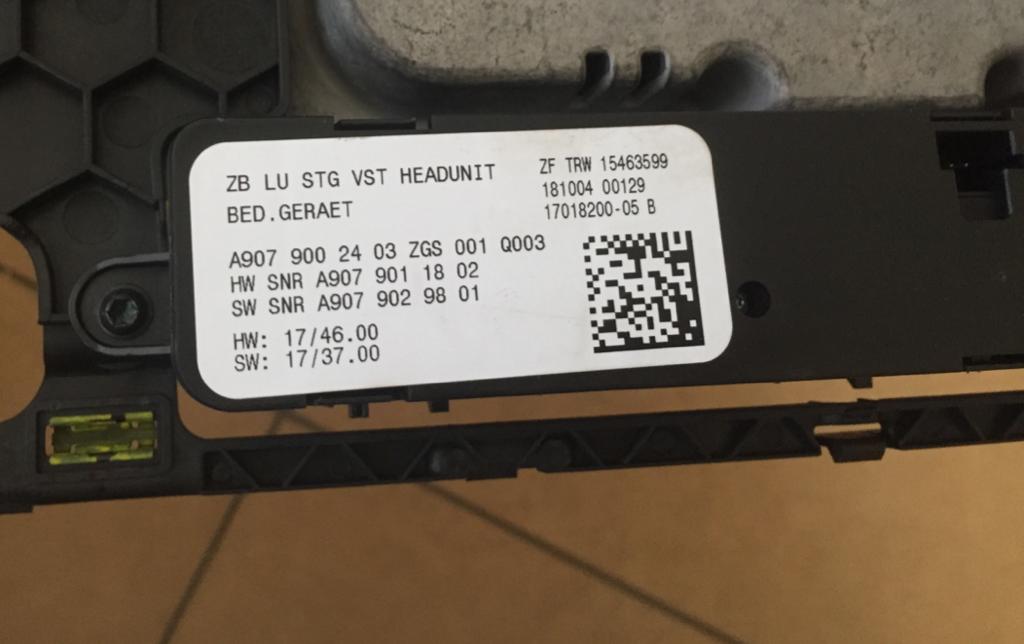 ZB LU STG VST HEADUNIT
BED.GERAET
ZF TRW 15463599
181004 00129
17018200-05 B
A907 900 24 03 ZGS 001 Q003
HW SNR A907 901 18 02
SW SNR A907 902 98 01
HW: 17/46.00
SW: 17/37.00